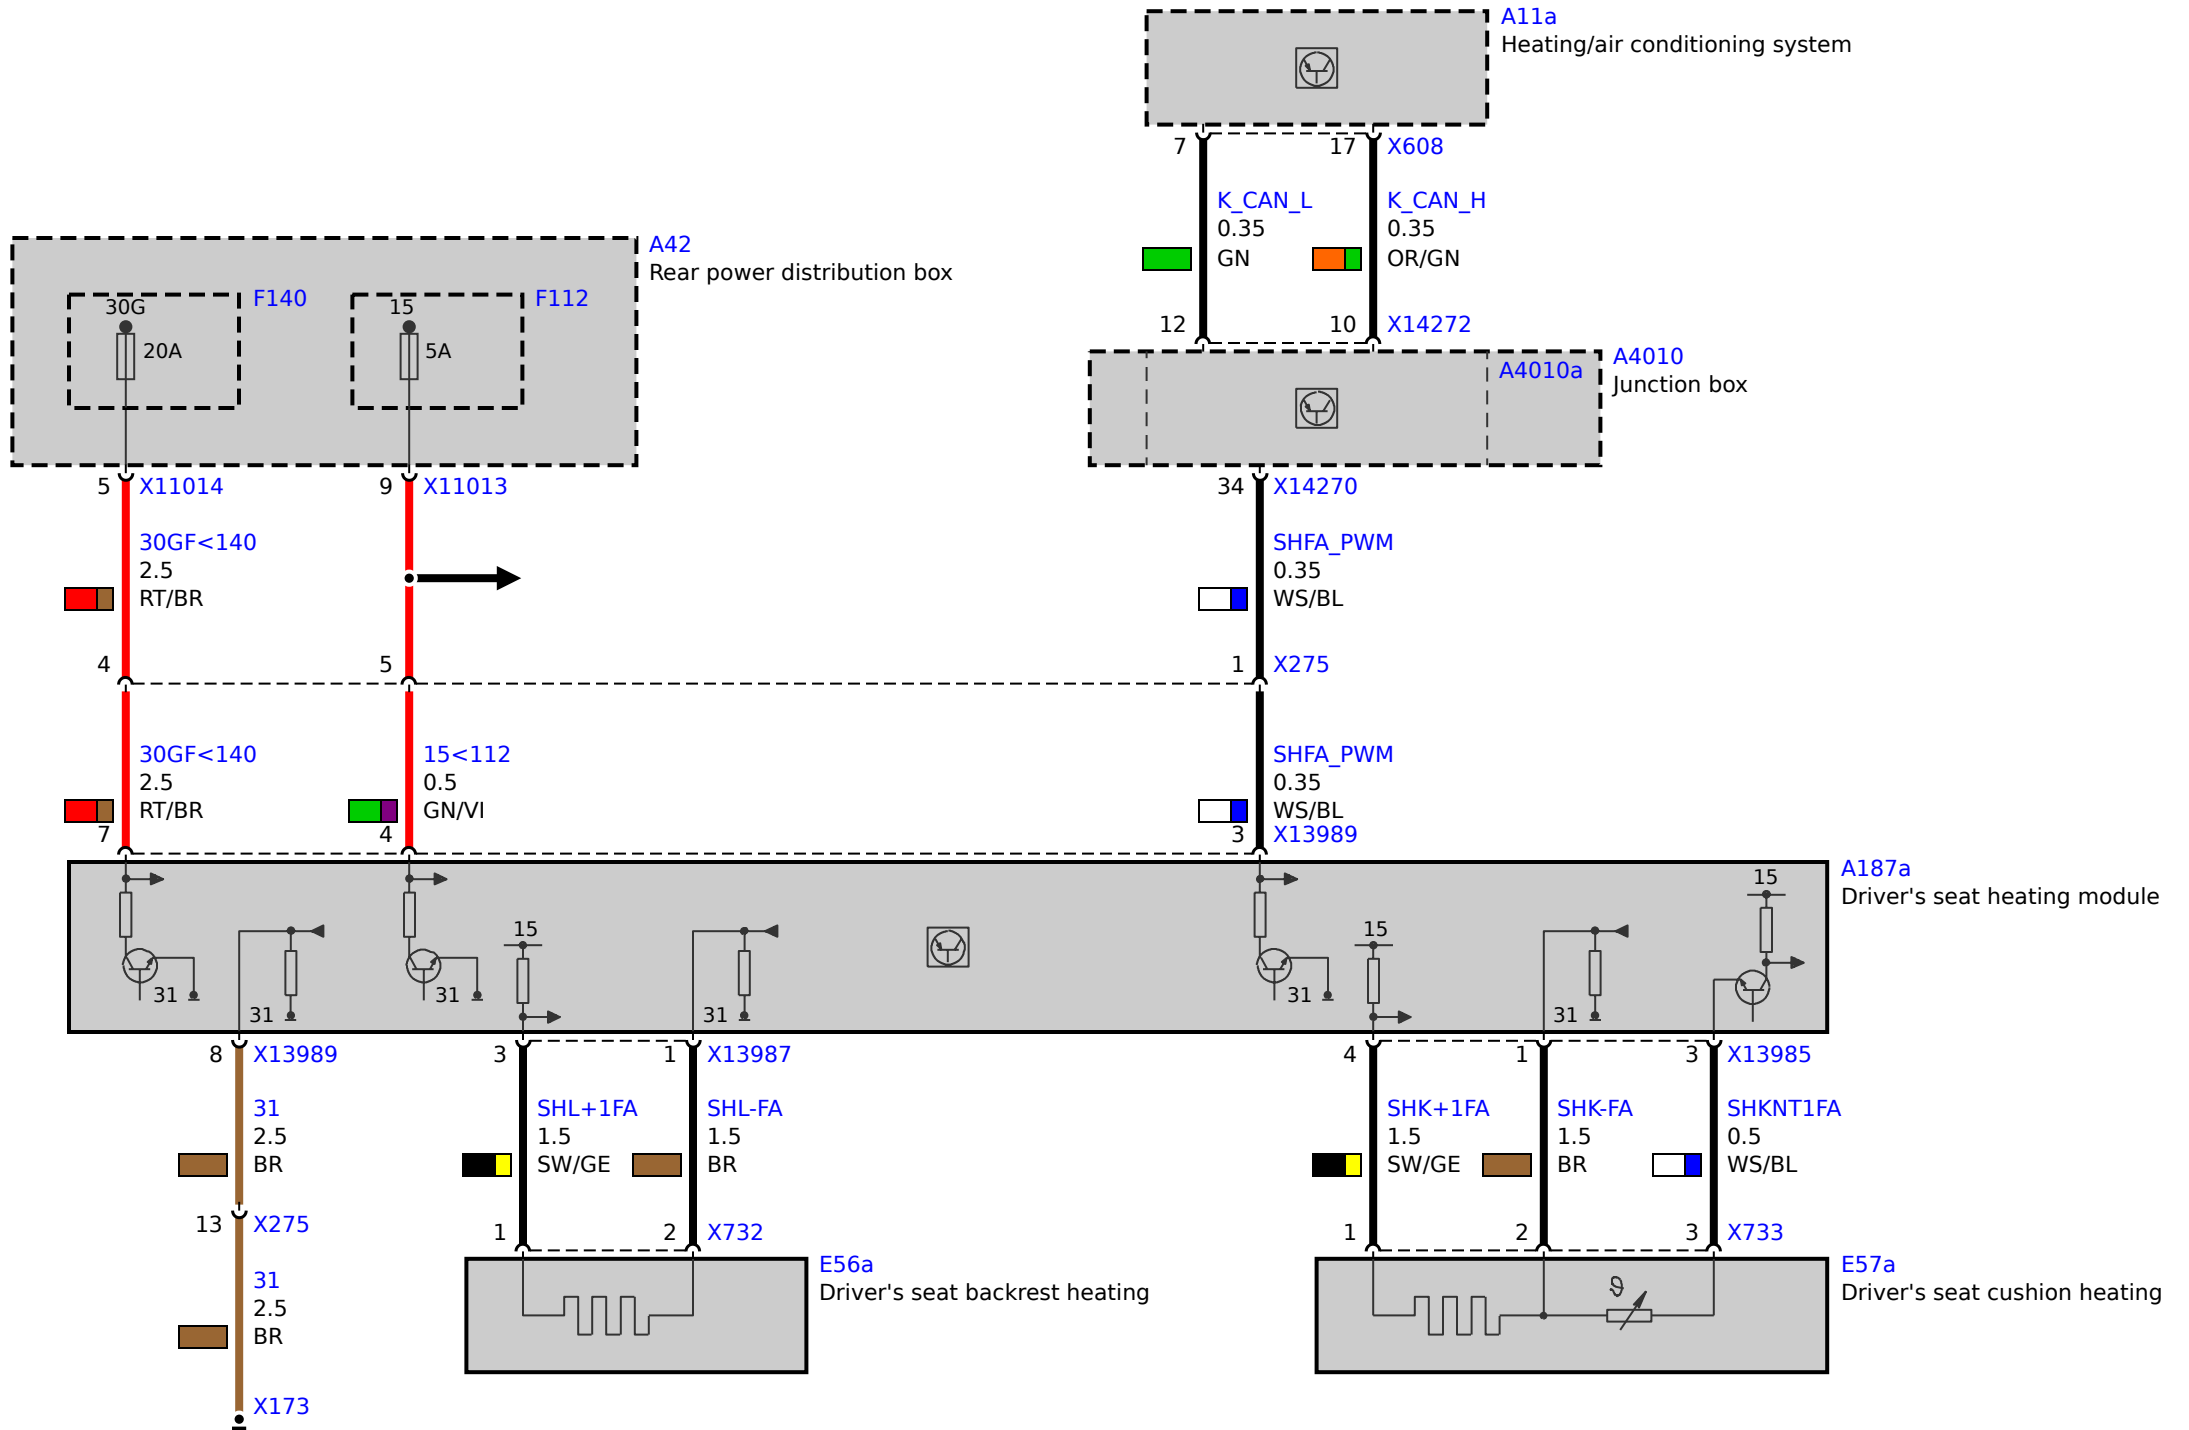 A11a
Heating/air conditioning system
7
17
X608
K_CAN_L
0.35
GN
K_CAN_H
0.35
OR/GN
12
10
X14272
A42
Rear power distribution box
30G
F140
20A
15
F112
5A
A4010a
A4010
Junction box
5
X11014
9
X11013
34
X14270
30GF<140
2.5
RT/BR
SHFA_PWM
0.35
WS/BL
4
5
1
X275
30GF<140
2.5
RT/BR
7
15<112
0.5
GN/VI
4
SHFA_PWM
0.35
WS/BL
3
X13989
A187a
Driver's seat heating module
31
31
31
15
31
31
15
31
15
8
X13989
3
1
X13987
4
1
3
X13985
31
2.5
BR
SHL+1FA
1.5
SW/GE
SHL-FA
1.5
BR
SHK+1FA
1.5
SW/GE
SHK-FA
1.5
BR
SHKNT1FA
0.5
WS/BL
13
X275
1
2
X732
1
2
3
X733
31
2.5
BR
E56a
Driver's seat backrest heating
ϑ
E57a
Driver's seat cushion heating
X173